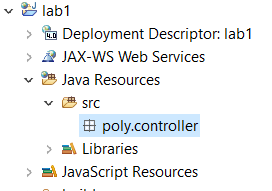 lab1
Deployment Descriptor: lab1
JAX-WS Web Services
Java Resources
src
poly.controller
Libraries
JavaScript Resources